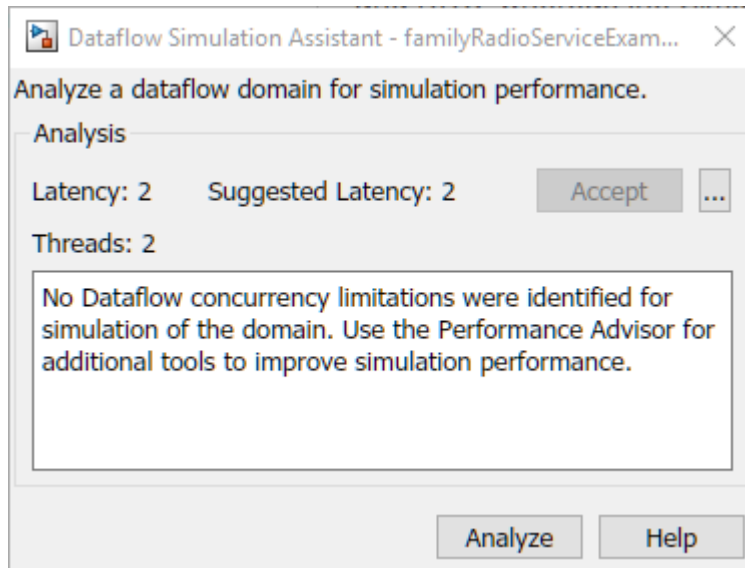 Dataflow Simulation Assistant - familyRadioServiceExam...
Analyze a dataflow domain for simulation performance.
Analysis
Latency: 2 Suggested Latency: 2 Accept ...
Threads: 2
No Dataflow concurrency limitations were identified for
simulation of the domain. Use the Performance Advisor for
additional tools to improve simulation performance.
Analyze Help